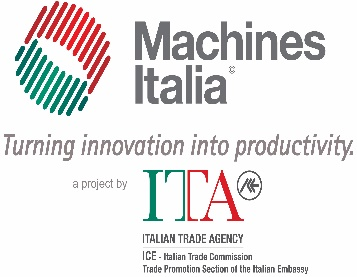 Machines
Italia©
Turning innovation into productivity.
a project by
ITA
ITALIAN TRADE AGENCY
ICE - Italian Trade Commission
Trade Promotion Section of the Italian Embassy